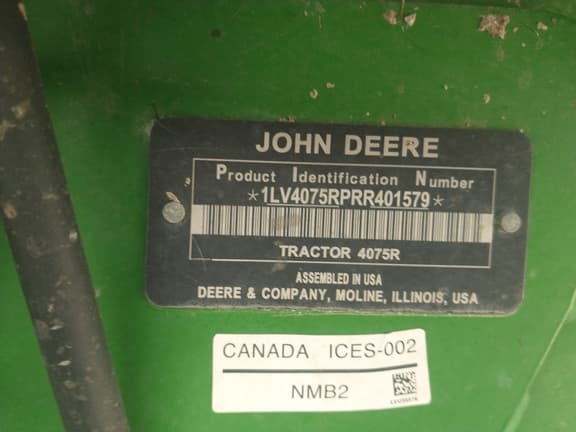 JOHN DEERE
Product Identification Number
*1LV4075RPRR401579*
TRACTOR 4075R
ASSEMBLED IN USA
DEERE & COMPANY, MOLINE, ILLINOIS, USA
CANADA ICES-002
NMB2